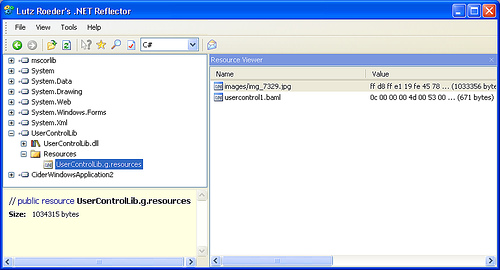 Lutz Roeder's .NET Reflector
File View Tools Help
C#
mscorlib
System
System.Data
System.Drawing
System.Web
System.Windows.Forms
System.Xml
UserControlLib
UserControlLib.dll
Resources
UserControlLib.g.resources
CiderWindowsApplication2
// public resource UserControlLib.g.resources
Size: 1034315 bytes
Resource Viewer
Name Value
images/img_7329.jpg ff d8 ff e1 19 fe 45 78 ... (1033356 byt
usercontrol1.baml 0c 00 00 00 4d 00 53 00 ... (671 bytes)